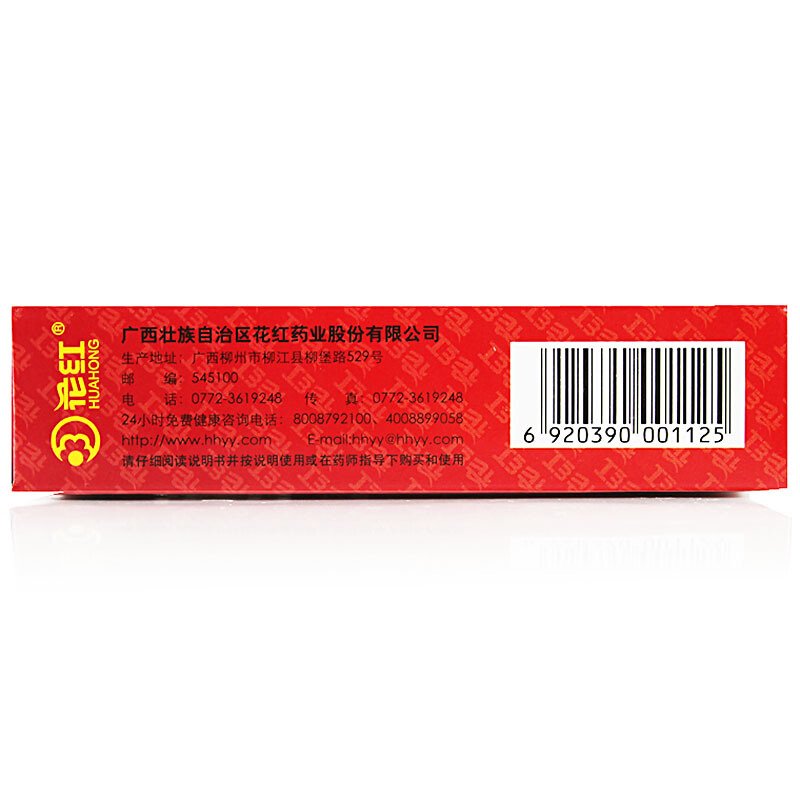 花红®
HUAHONG
广西壮族自治区花红药业股份有限公司
生产地址: 广西柳州市柳江县柳堡路529号
邮 编: 545100
电 话: 0772-3619248 传 真: 0772-3619248
24小时免费健康咨询电话: 8008792100、4008899058
http://www.hhyy.com E-mail:hhyy@hhyy.com
请仔细阅读说明书并按说明使用或在药师指导下购买和使用
6 920390 001125